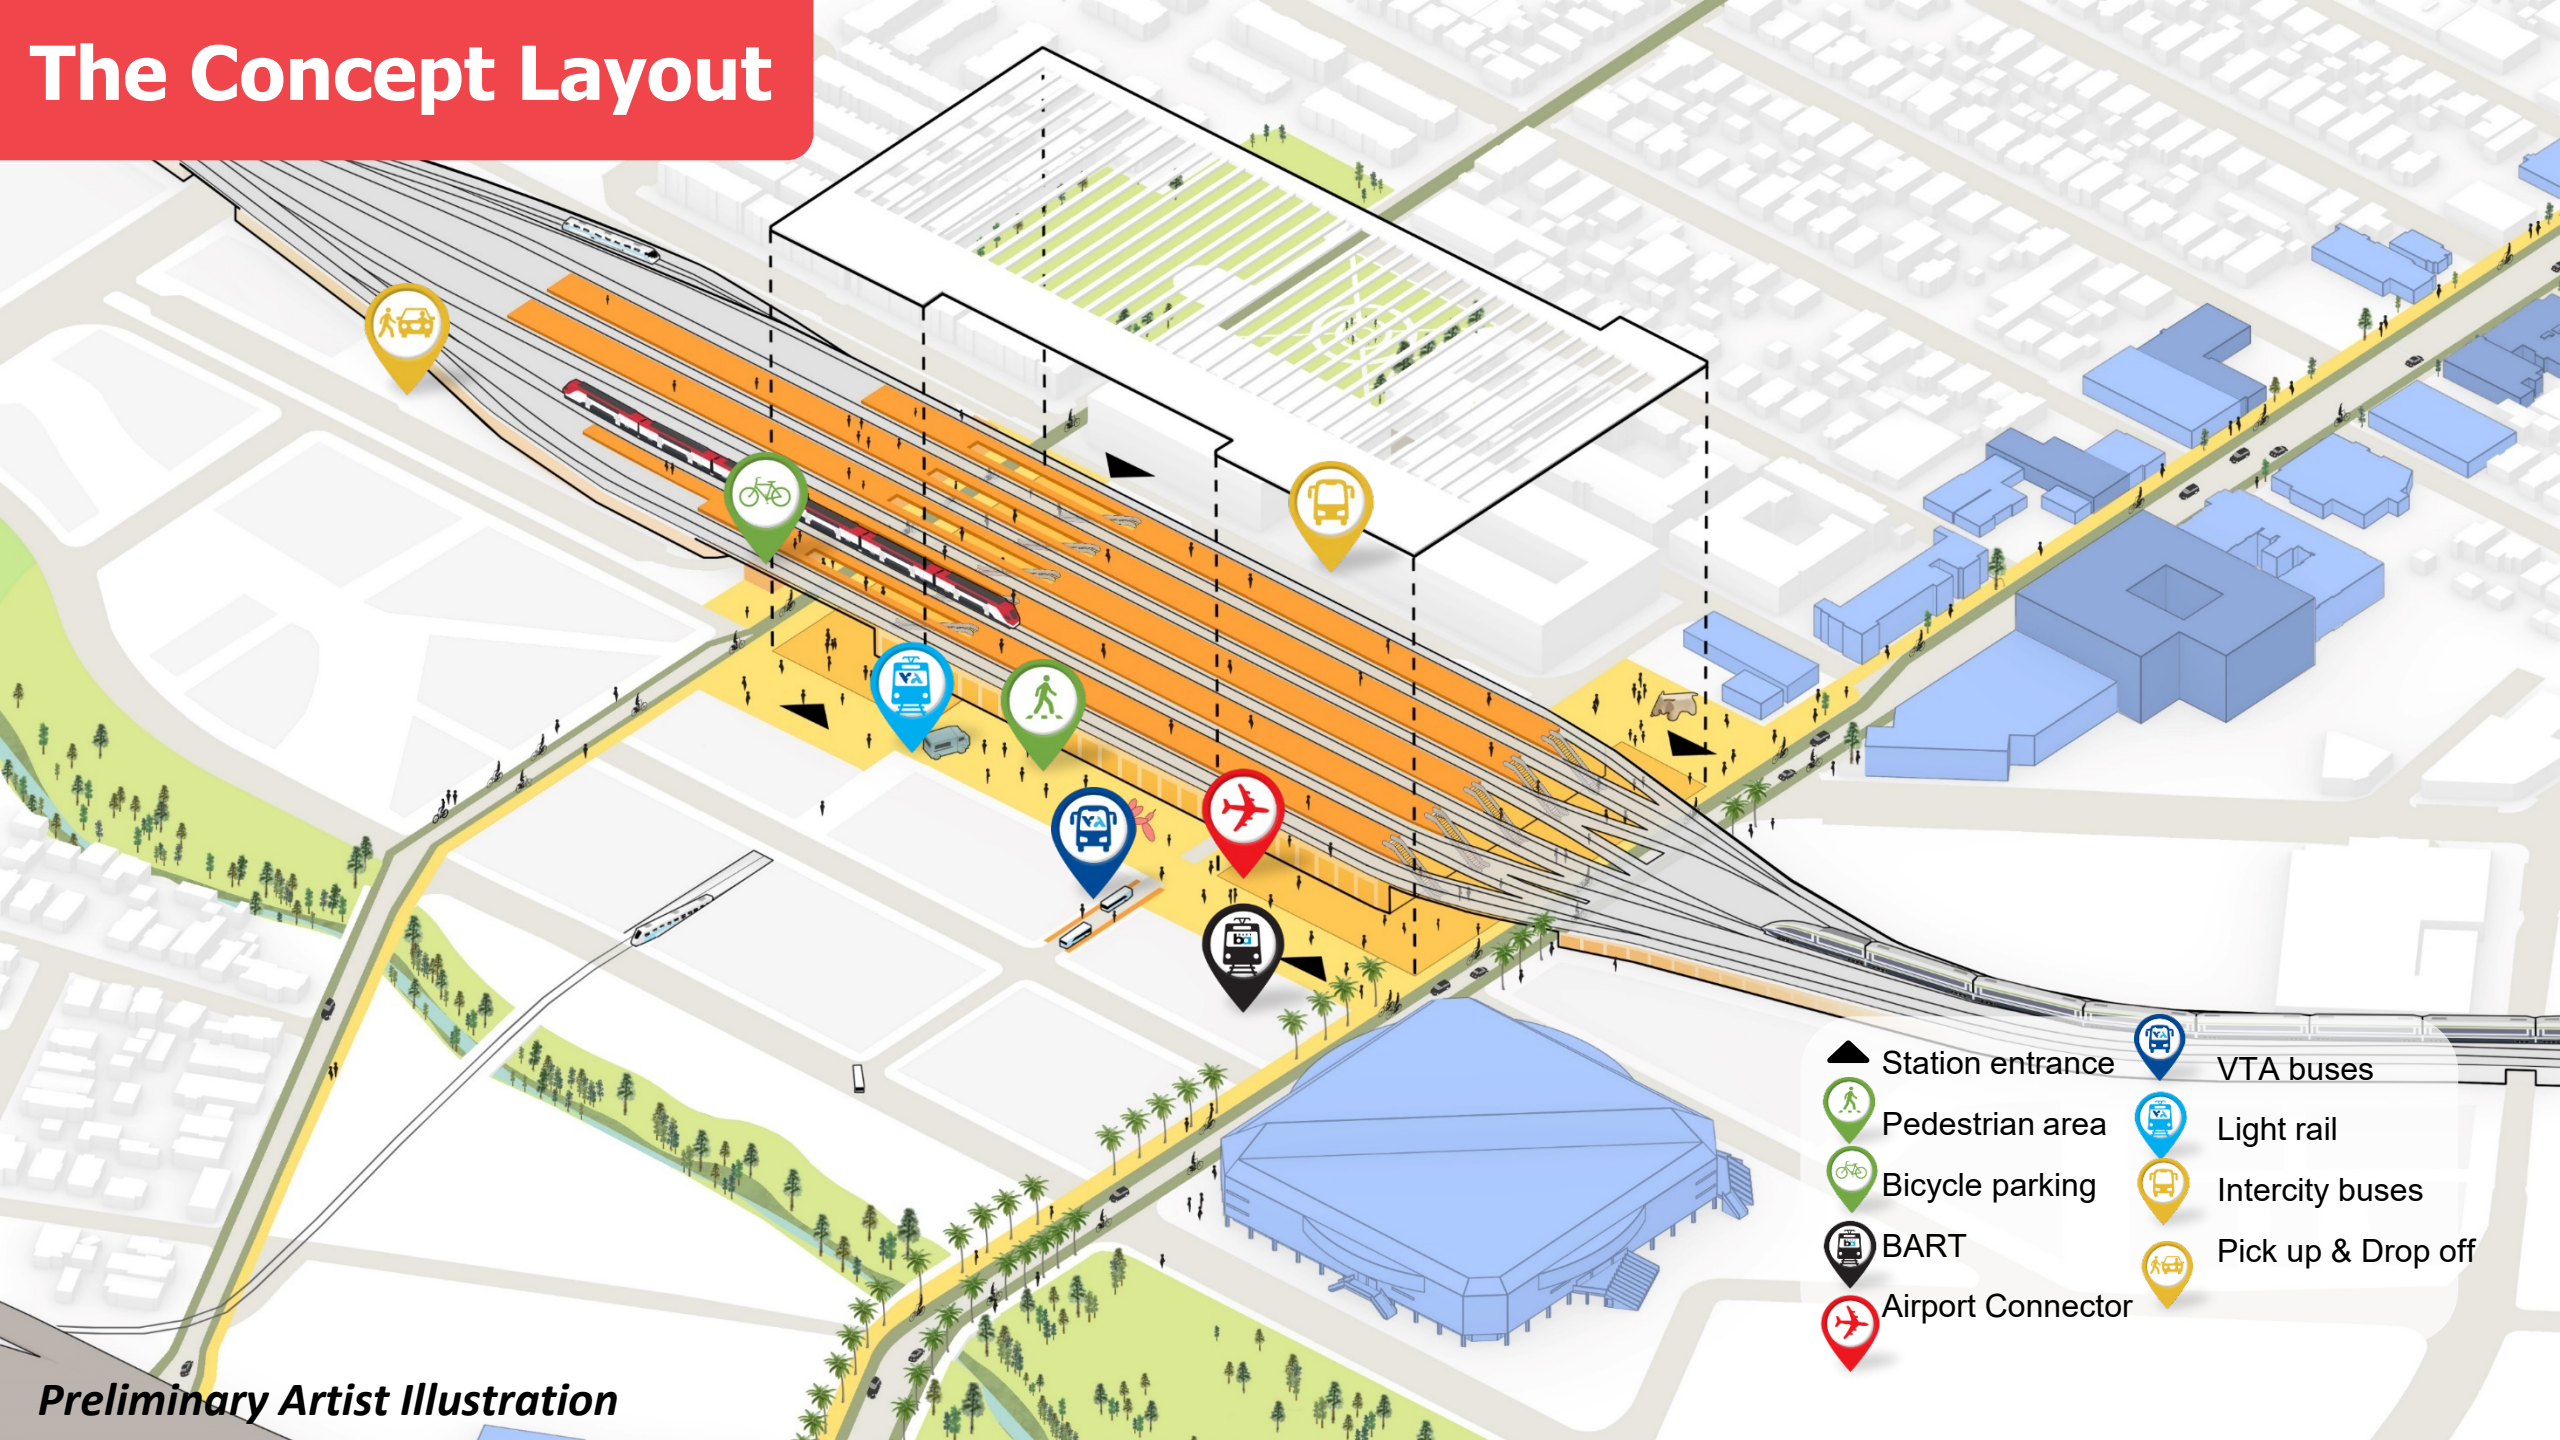 The Concept Layout
Station entrance
Pedestrian area
Bicycle parking
BART
Airport Connector
VTA buses
Light rail
Intercity buses
Pick up & Drop off
Preliminary Artist Illustration